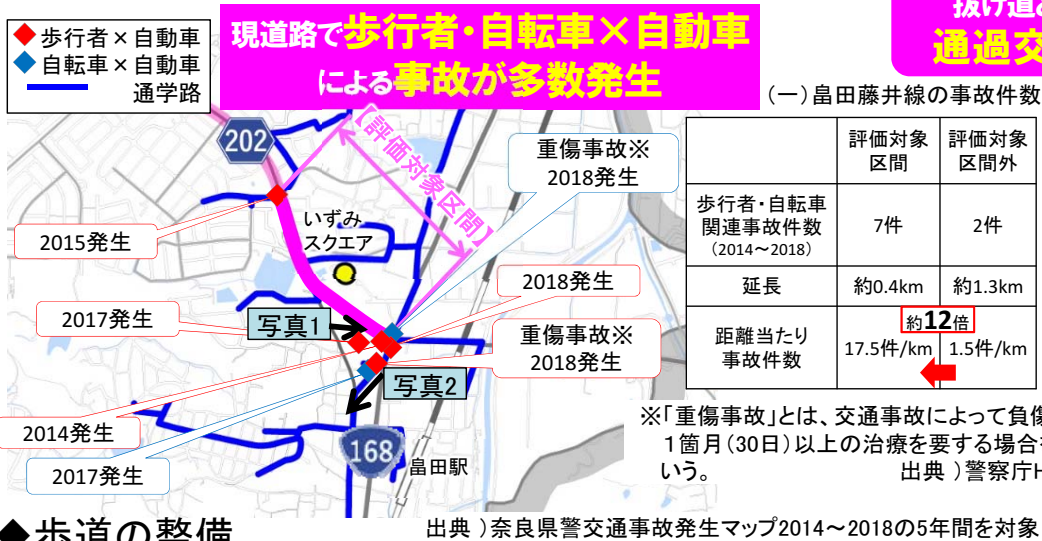 現道路で歩行者・自転車×自動車
による事故が多数発生
抜け道
通過交
◆歩行者×自動車
◆自転車×自動車
通学路
202
【評価対象区間】
重傷事故※
2018発生
2015発生
いずみ
スクエア
2018発生
2017発生
写真1
重傷事故※
2018発生
写真2
2014発生
2017発生
168
畠田駅
(一)畠田藤井線の事故件数
評価対象
区間
評価対象
区間外
歩行者・自転車
関連事故件数
(2014～2018)
7件 2件
延長 約0.4km 約1.3km
距離当たり
事故件数
約12倍
17.5件/km 1.5件/km
※「重傷事故」とは、交通事故によって負傷
1箇月(30日)以上の治療を要する場合
いう。 出典 )警察庁H
◆歩道の整備
出典 )奈良県警交通事故発生マップ2014～2018の5年間を対象